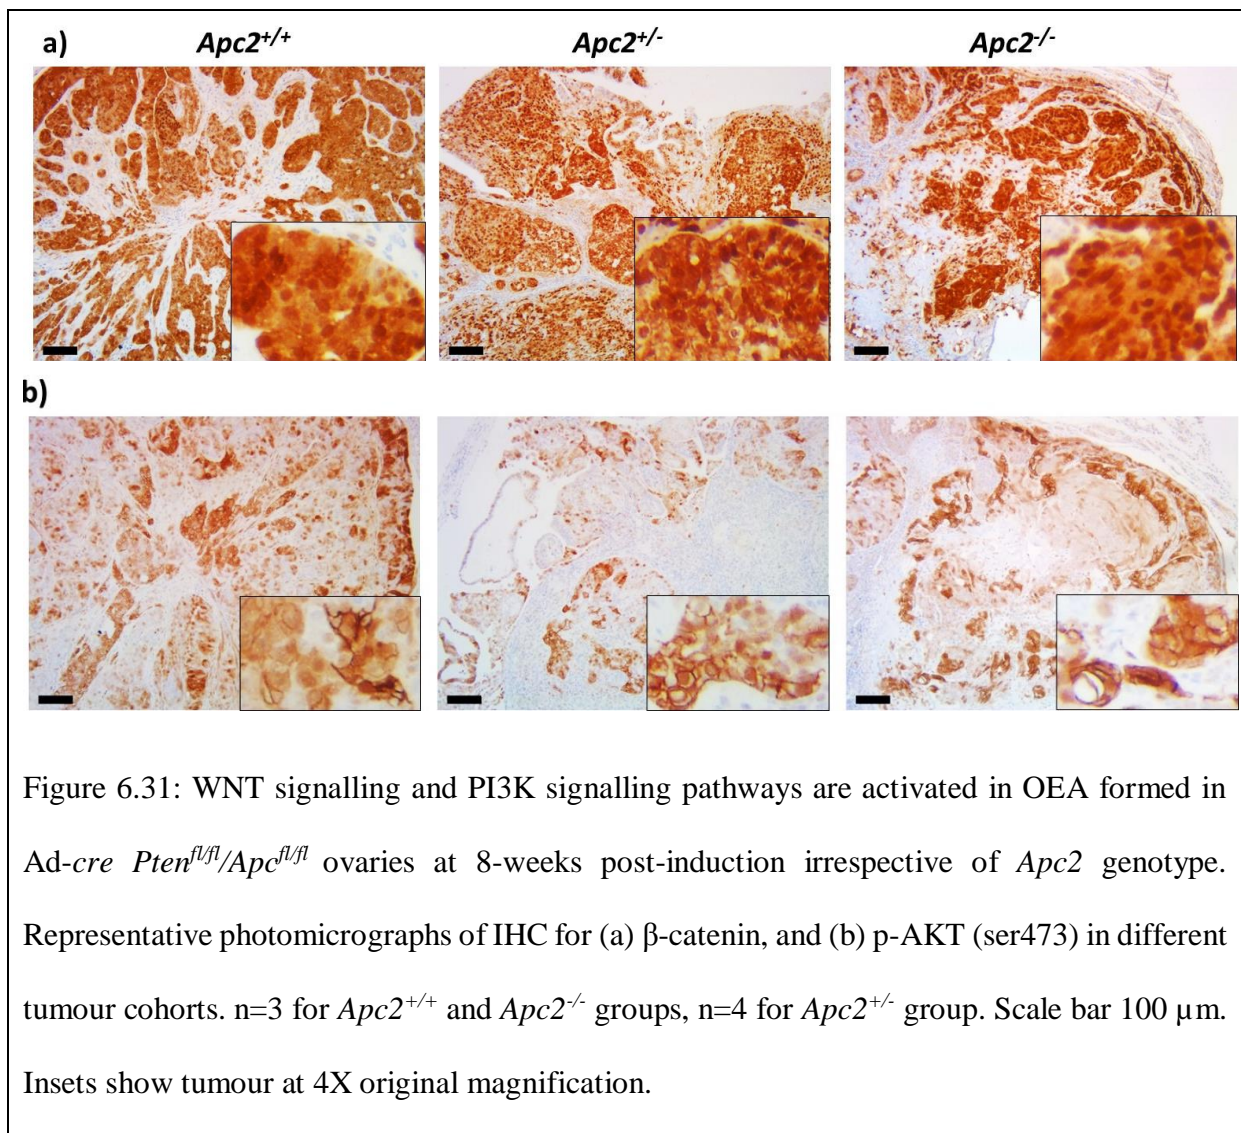 a) Apc2+/+ Apc2+/- Apc2-/-
b)
Figure 6.31: WNT signalling and PI3K signalling pathways are activated in OEA formed in
Ad-cre Ptenfl/fl/Apcfl/fl ovaries at 8-weeks post-induction irrespective of Apc2 genotype.
Representative photomicrographs of IHC for (a) β-catenin, and (b) p-AKT (ser473) in different
tumour cohorts. n=3 for Apc2+/+ and Apc2-/- groups, n=4 for Apc2+/- group. Scale bar 100 µm.
Insets show tumour at 4X original magnification.